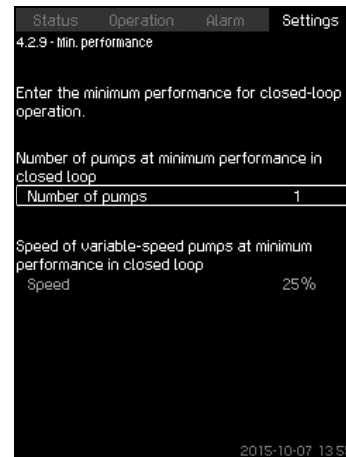 Status Operation Alarm Settings
4.2.9 - Min. performance
Enter the minimum performance for closed-loop
operation.
Number of pumps at minimum performance in
closed loop
Number of pumps 1
Speed of variable-speed pumps at minimum
performance in closed loop
Speed 25%
2015-10-07 13:5